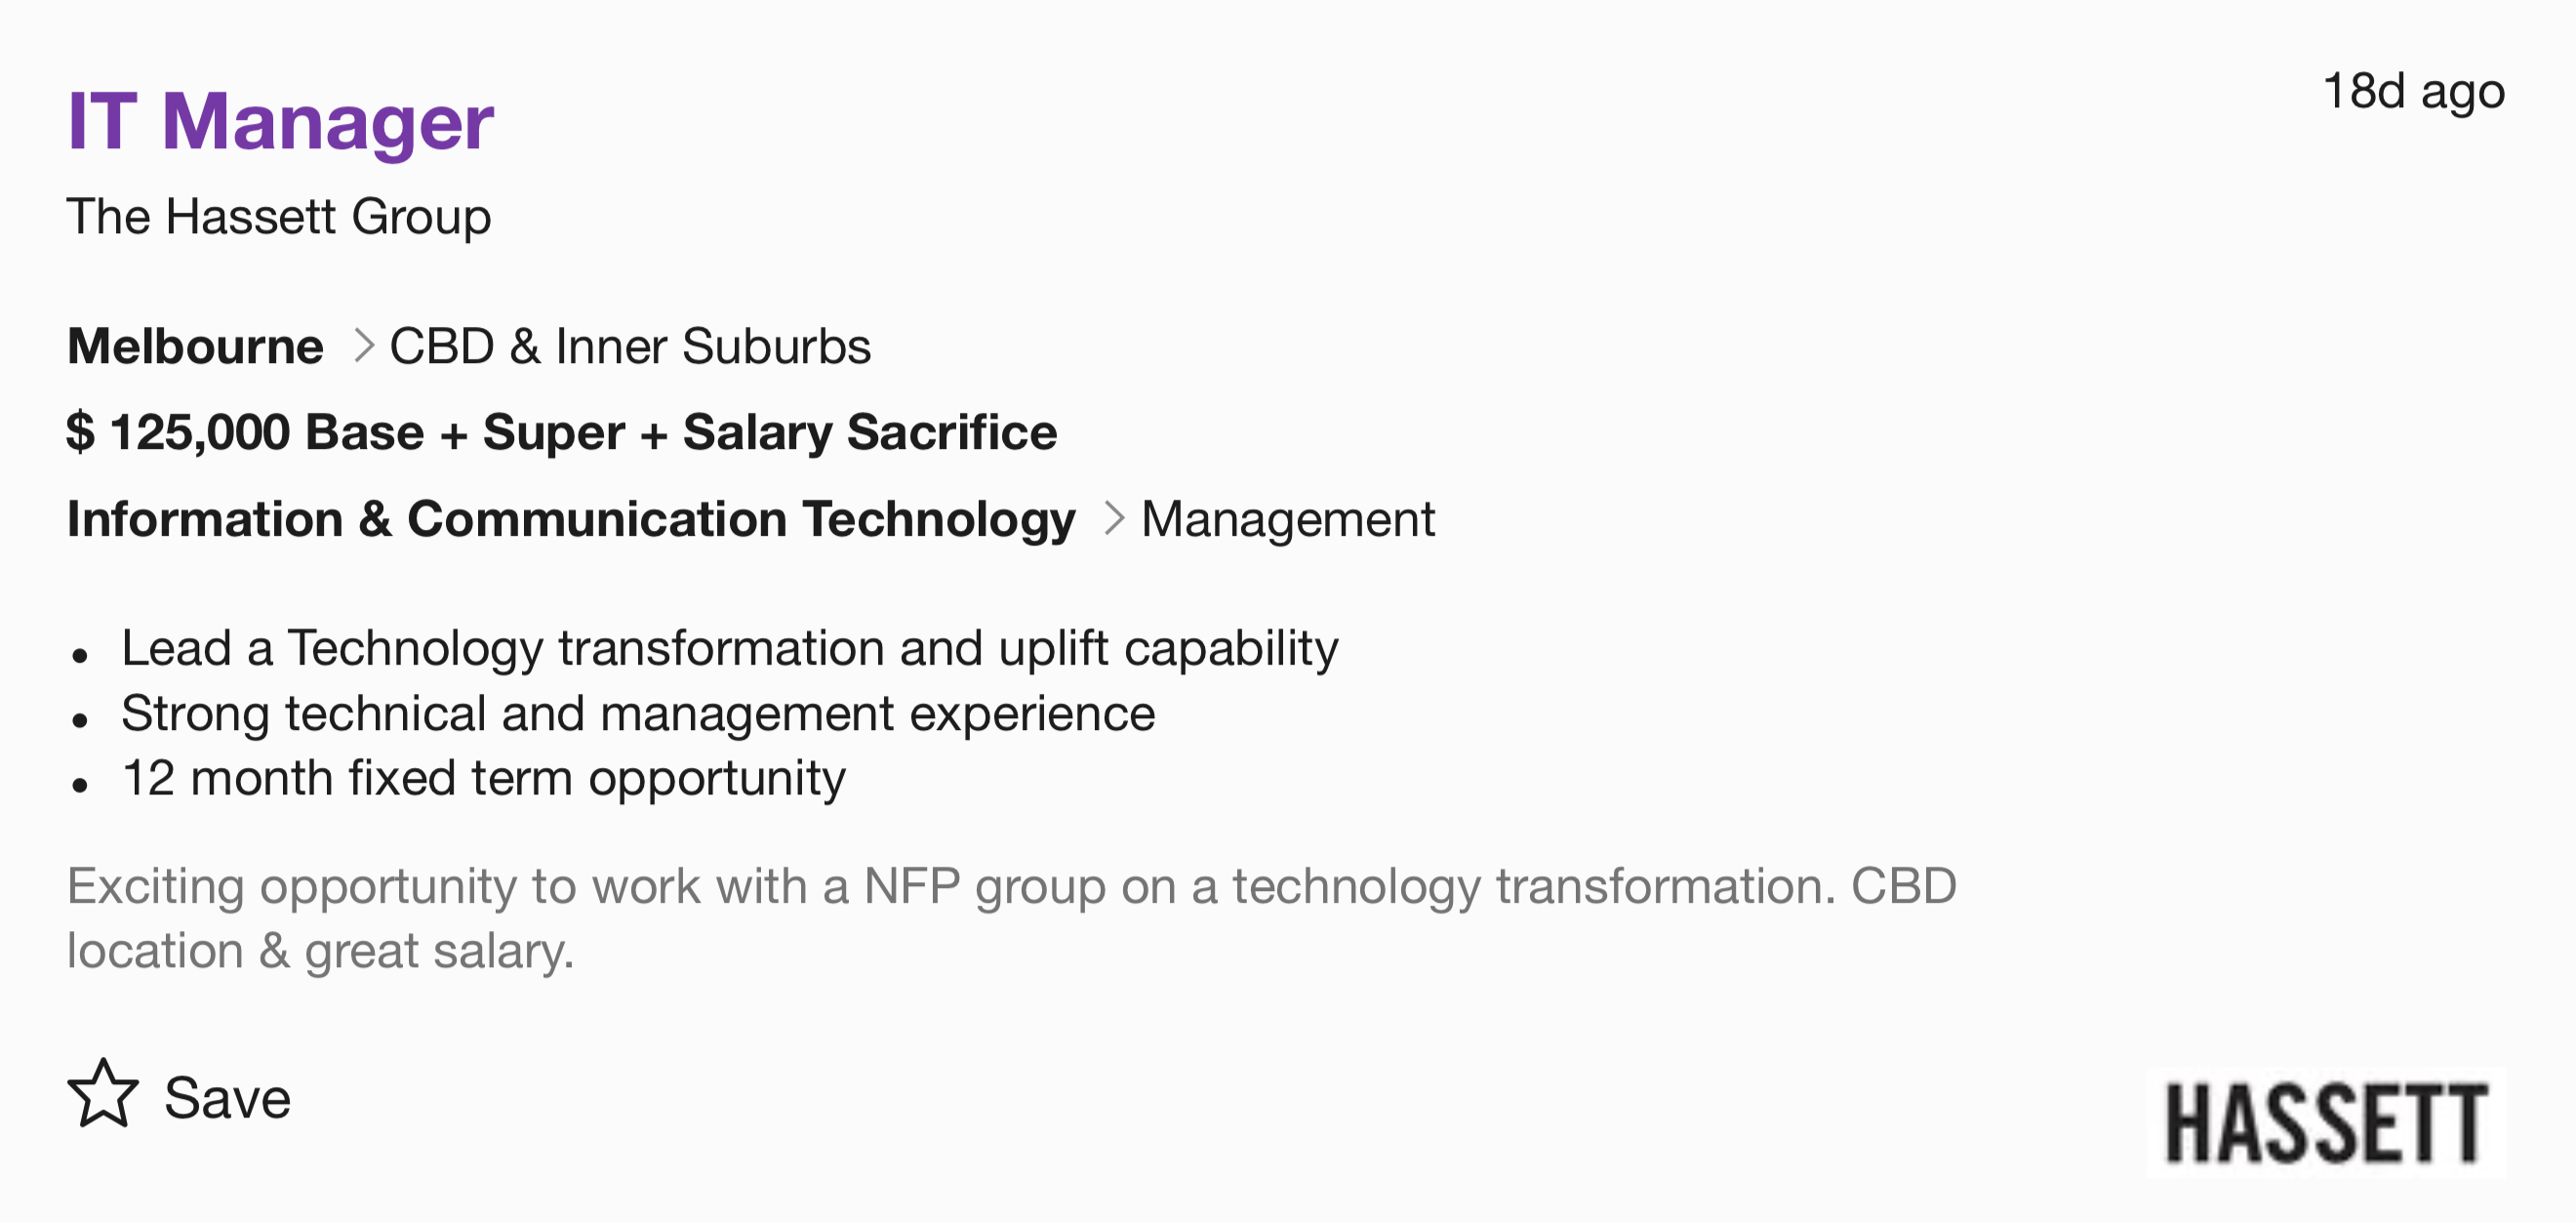 IT Manager
18d ago
The Hassett Group
Melbourne > CBD & Inner Suburbs
$ 125,000 Base + Super + Salary Sacrifice
Information & Communication Technology > Management
• Lead a Technology transformation and uplift capability
• Strong technical and management experience
• 12 month fixed term opportunity
Exciting opportunity to work with a NFP group on a technology transformation. CBD
location & great salary.
Save
HASSETT